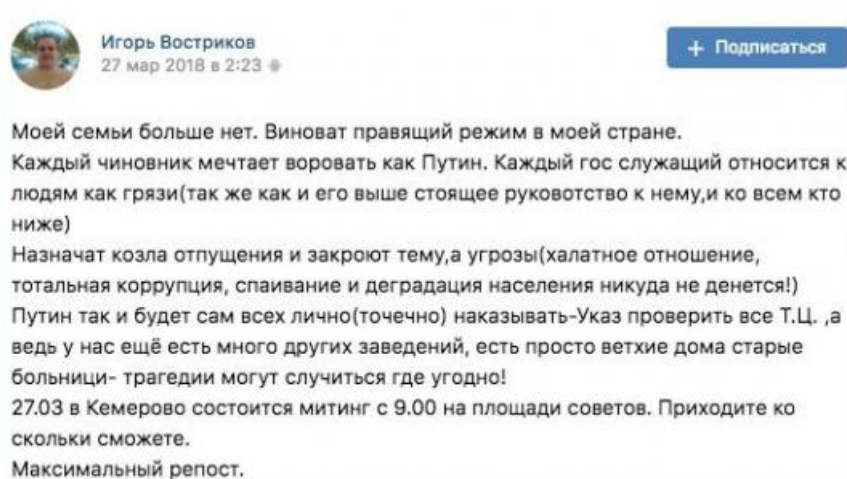 Игорь Востриков
27 мар 2018 в 2:23
+ Подписаться
Моей семьи больше нет. Виноват правящий режим в моей стране.
Каждый чиновник мечтает воровать как Путин. Каждый гос служащий относится к
людям как грязи(так же как и его выше стоящее руковотство к нему,и ко всем кто
ниже)
Назначат козла отпущения и закроют тему,а угрозы(халатное отношение,
тотальная коррупция, спаивание и деградация населения никуда не денется!)
Путин так и будет сам всех лично(точечно) наказывать-Указ проверить все Т.Ц. ,а
ведь у нас ещё есть много других заведений, есть просто ветхие дома старые
больници- трагедии могут случиться где угодно!
27.03 в Кемерово состоится митинг с 9.00 на площади советов. Приходите ко
скольки сможете.
Максимальный репост.